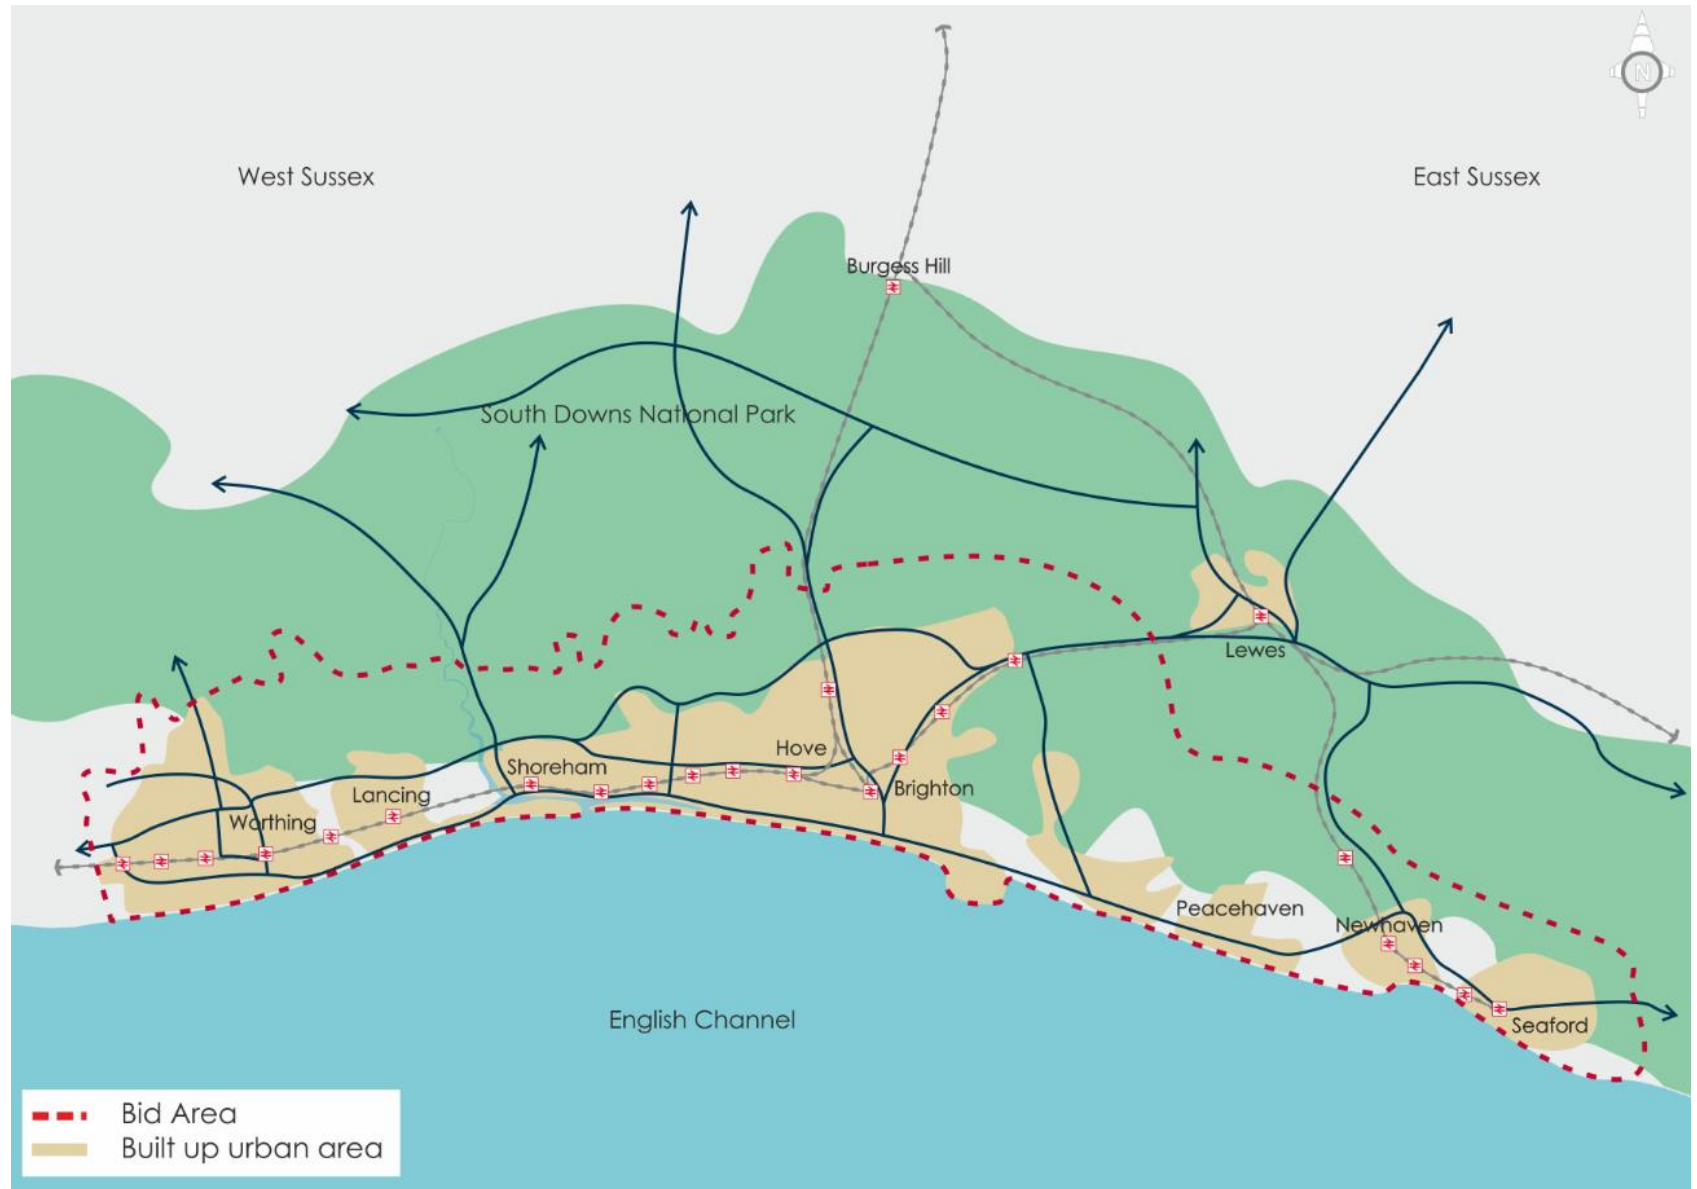 N
West Sussex
East Sussex
Burgess Hill
South Downs National Park
Lewes
Hove
Shoreham
Brighton
Lancing
Worthing
Peacehaven
Newhaven
English Channel
Seaford
Bid Area
Built up urban area